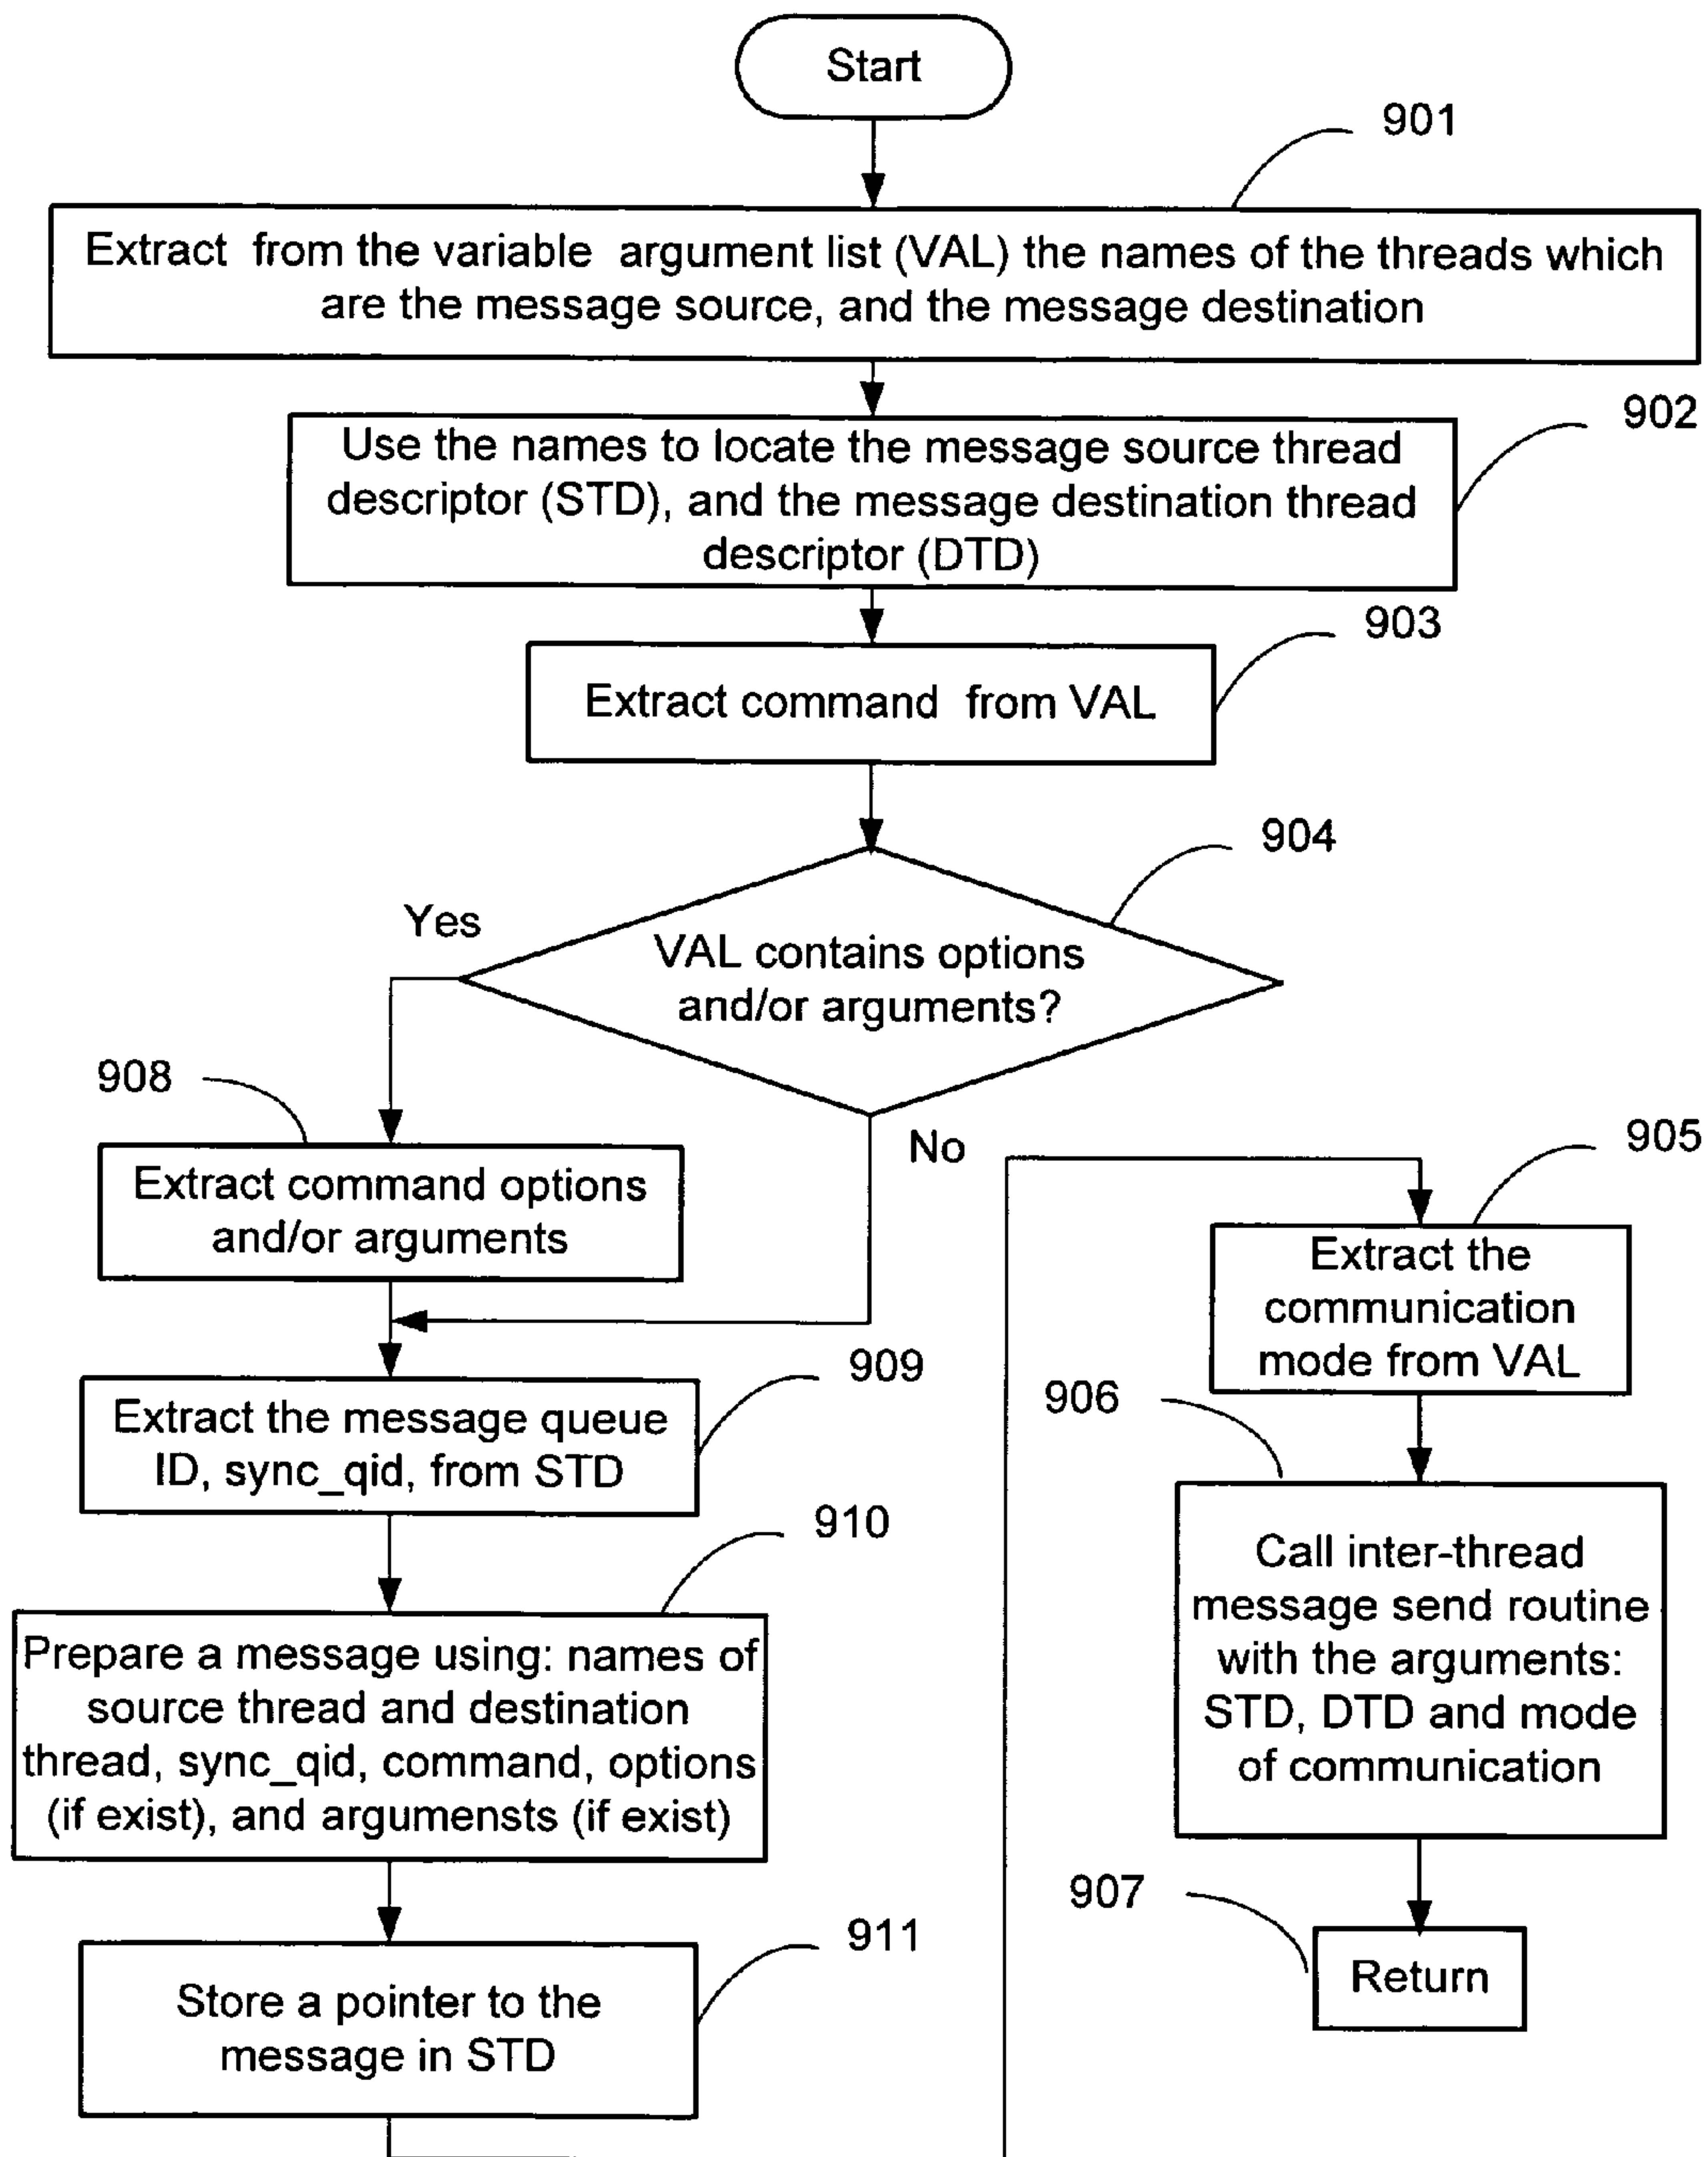 Start
901
Extract from the variable argument list (VAL) the names of the threads which
are the message source, and the message destination
902
Use the names to locate the message source thread
descriptor (STD), and the message destination thread
descriptor (DTD)
903
Extract command from VAL
904
Yes
VAL contains options
and/or arguments?
No
908
Extract command options
and/or arguments
909
Extract the message queue
ID, sync_qid, from STD
910
Prepare a message using: names of
source thread and destination
thread, sync_qid, command, options
(if exist), and argumensts (if exist)
911
Store a pointer to the
message in STD
905
Extract the
communication
mode from VAL
906
Call inter-thread
message send routine
with the arguments:
STD, DTD and mode
of communication
907
Return